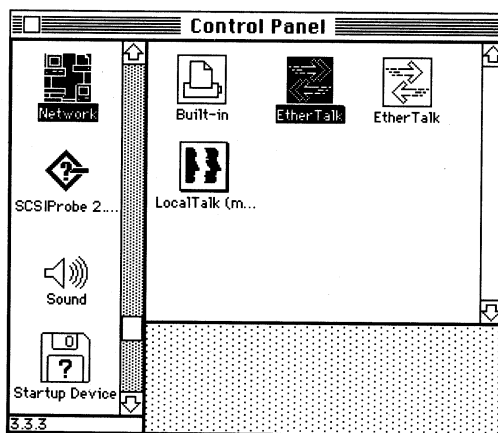 Control Panel
Network
SCSIProbe 2....
Sound
Startup Device
3.3.3
Built-in
EtherTalk
EtherTalk
LocalTalk (m...